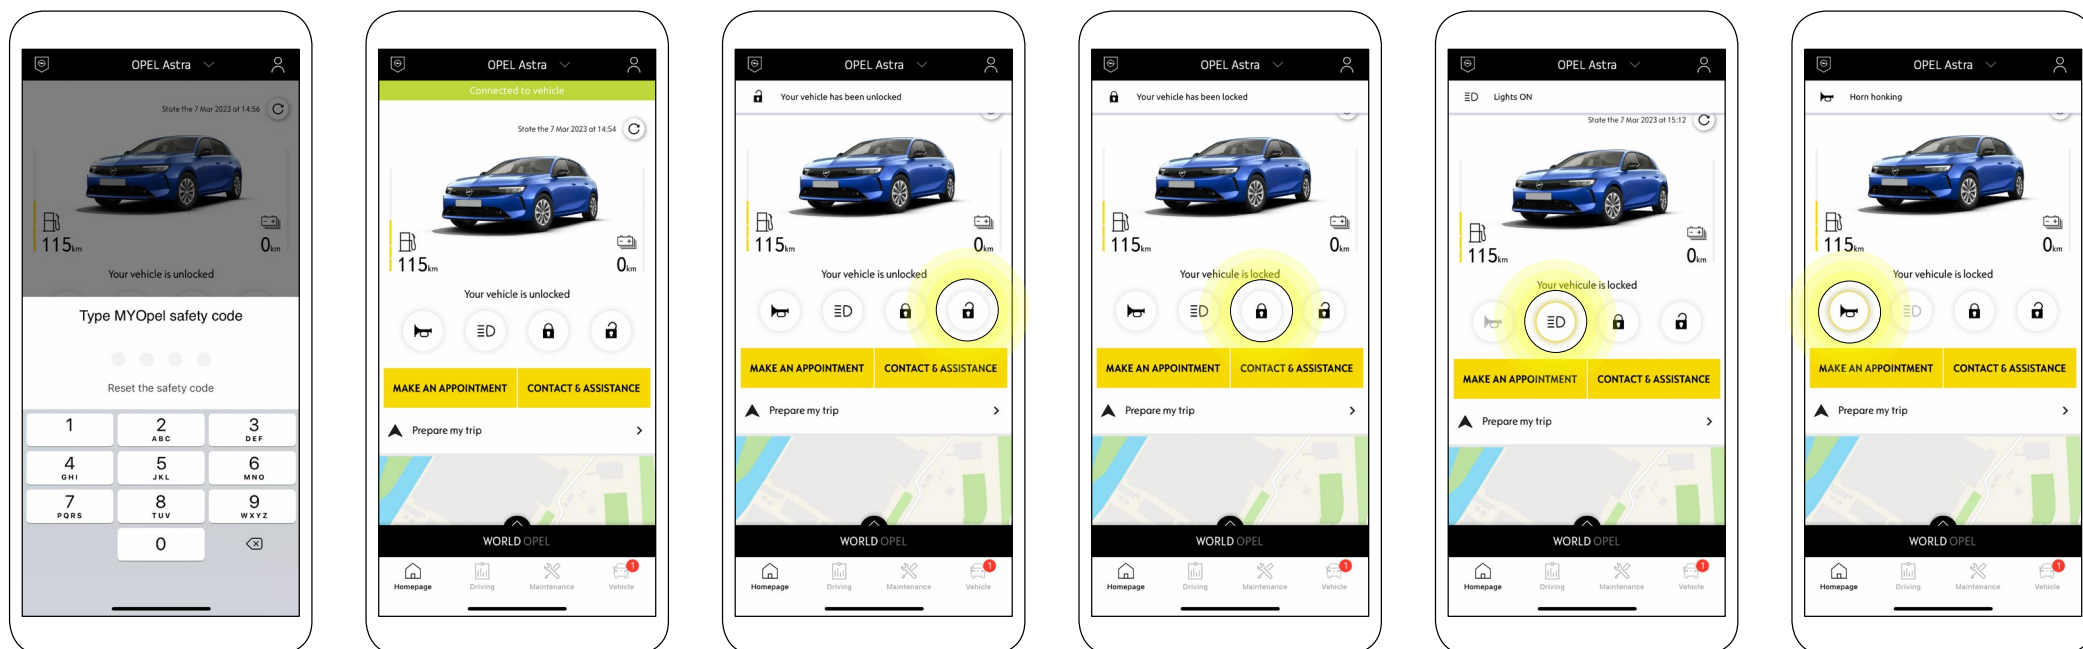 OPEL Astra
State the 7 Mar 2023 at 14:56
115km
0km
Your vehicle is unlocked
Type MYOpel safety code
Reset the safety code
1
2
ABC
3
DEF
4
GHI
5
JKL
6
MNO
7
PQRS
8
TUV
9
WXYZ
0
OPEL Astra
Connected to vehicle
State the 7 Mar 2023 at 14:54
115km
0km
Your vehicle is unlocked
MAKE AN APPOINTMENT
CONTACT & ASSISTANCE
Prepare my trip
WORLD OPEL
1
Homepage
Driving
Maintenance
Vehicle
OPEL Astra
Your vehicle has been unlocked
115km
0km
Your vehicle is unlocked
MAKE AN APPOINTMENT
CONTACT & ASSISTANCE
Prepare my trip
WORLD OPEL
1
Homepage
Driving
Maintenance
Vehicle
OPEL Astra
Your vehicle has been locked
115km
0km
Your vehicule is locked
MAKE AN APPOINTMENT
CONTACT & ASSISTANCE
Prepare my trip
WORLD OPEL
1
Homepage
Driving
Maintenance
Vehicle
OPEL Astra
Lights ON
State the 7 Mar 2023 at 15:12
115km
0km
Your vehicule is locked
MAKE AN APPOINTMENT
CONTACT & ASSISTANCE
Prepare my trip
WORLD OPEL
1
Homepage
Driving
Maintenance
Vehicle
OPEL Astra
Horn honking
115km
0km
Your vehicule is locked
MAKE AN APPOINTMENT
CONTACT & ASSISTANCE
Prepare my trip
WORLD OPEL
1
Homepage
Driving
Maintenance
Vehicle